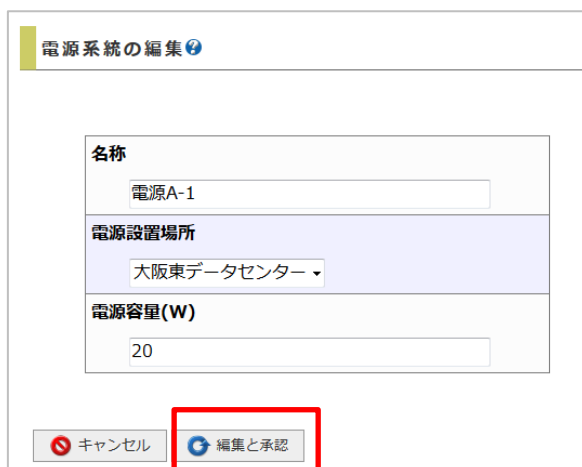 電源系統の編集
名称
電源A-1
電源設置場所
大阪東データセンター
電源容量(W)
20
キャンセル 編集と承認